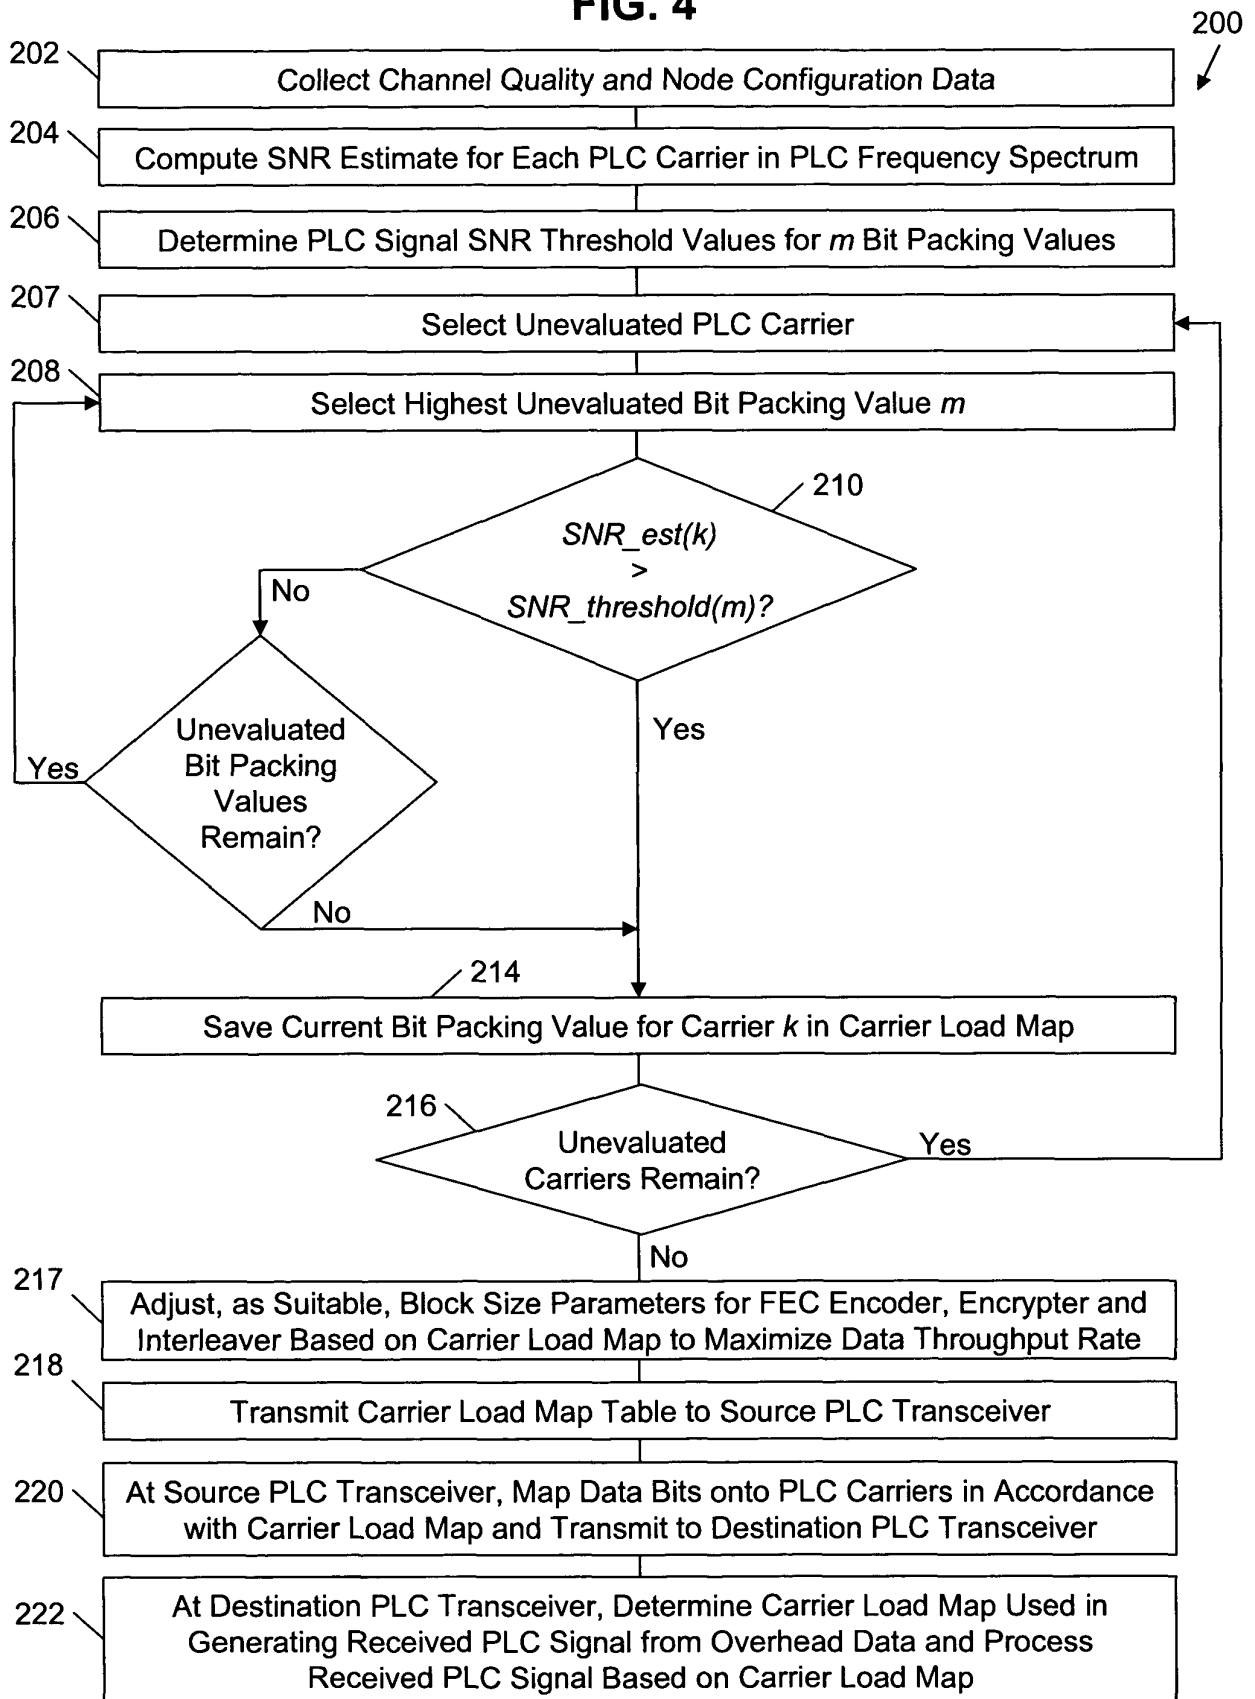 FIG. 4
200
202
Collect Channel Quality and Node Configuration Data
204
Compute SNR Estimate for Each PLC Carrier in PLC Frequency Spectrum
206
Determine PLC Signal SNR Threshold Values for m Bit Packing Values
207
Select Unevaluated PLC Carrier
208
Select Highest Unevaluated Bit Packing Value m
210
SNR_est(k)
>
SNR_threshold(m)?
No
Yes
Unevaluated
Bit Packing
Values
Remain?
Yes
No
214
Save Current Bit Packing Value for Carrier k in Carrier Load Map
216
Unevaluated
Carriers Remain?
Yes
No
217
Adjust, as Suitable, Block Size Parameters for FEC Encoder, Encrypter and
Interleaver Based on Carrier Load Map to Maximize Data Throughput Rate
218
Transmit Carrier Load Map Table to Source PLC Transceiver
220
At Source PLC Transceiver, Map Data Bits onto PLC Carriers in Accordance
with Carrier Load Map and Transmit to Destination PLC Transceiver
222
At Destination PLC Transceiver, Determine Carrier Load Map Used in
Generating Received PLC Signal from Overhead Data and Process
Received PLC Signal Based on Carrier Load Map